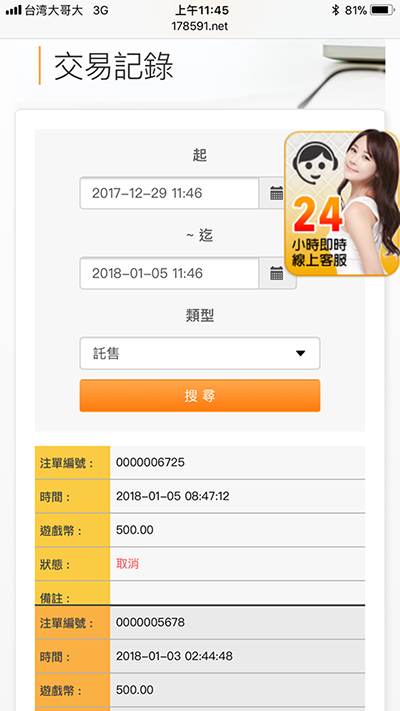 台湾大哥大 3G 上午11:45 81%
178591.net
交易記錄
起
2017-12-29 11:46
~ 迄
2018-01-05 11:46
24
小時即時
線上客服
類型
託售
搜尋
注單編號：
0000006725
時間：
2018-01-05 08:47:12
遊戲幣：
500.00
狀態：
取消
備註：
注單編號：
0000005678
時間：
2018-01-03 02:44:48
遊戲幣：
500.00